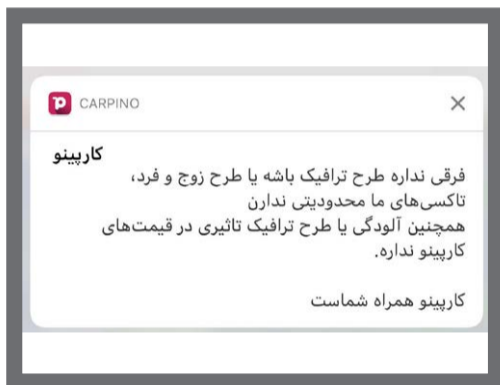 CARPINO
کارپینو
فرقی نداره طرح ترافیک باشه یا طرح زوج و فرد،
تاکسی‌های ما محدودیتی ندارن
همچنین آلودگی یا طرح ترافیک تاثیری در قیمت‌های
کارپینو نداره.
کارپینو همراه شماست